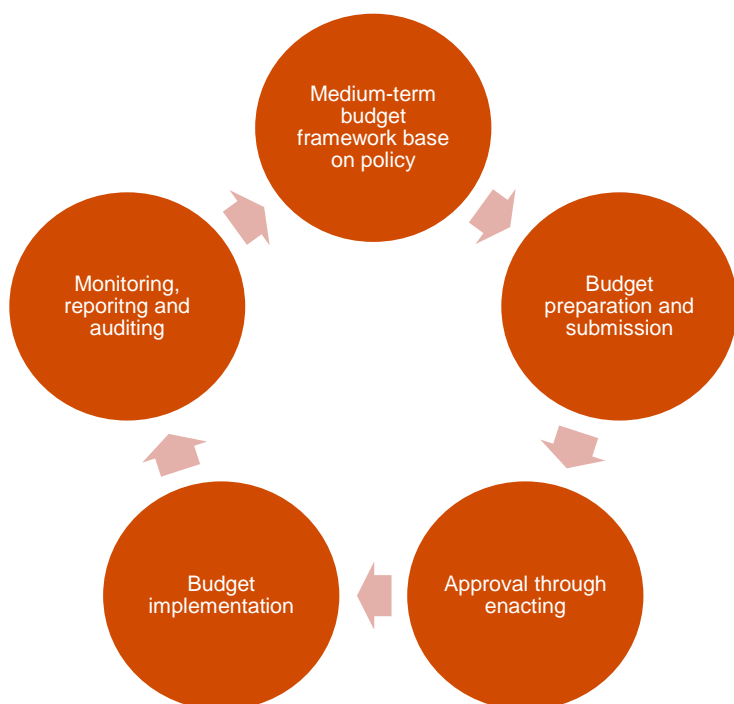 Medium-term
budget
framework base
on policy
Budget
preparation and
submission
Approval through
enacting
Budget
implementation
Monitoring,
reporitng and
auditing